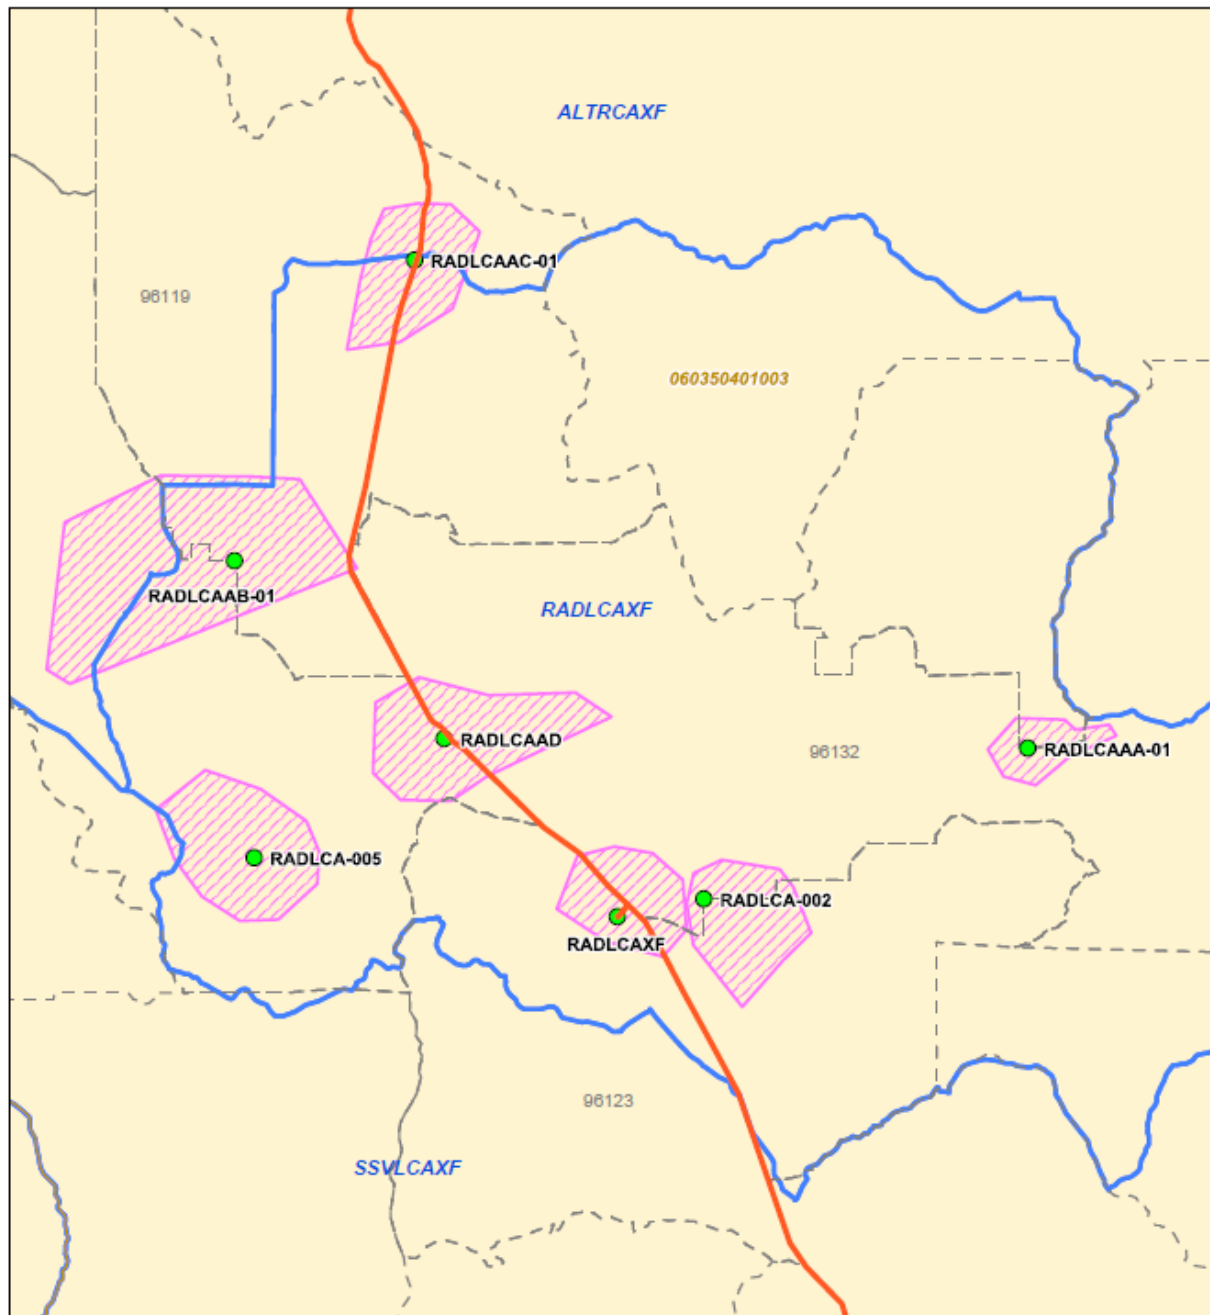 ALTRCAXF
RADLCAAC-01
96119
060350401003
RADLCAAB-01
RADLCAXF
RADLCAAD
96132
RADLCAAA-01
RADLCA-005
RADLCA-002
RADLCAXF
96123
SSVLCAXF